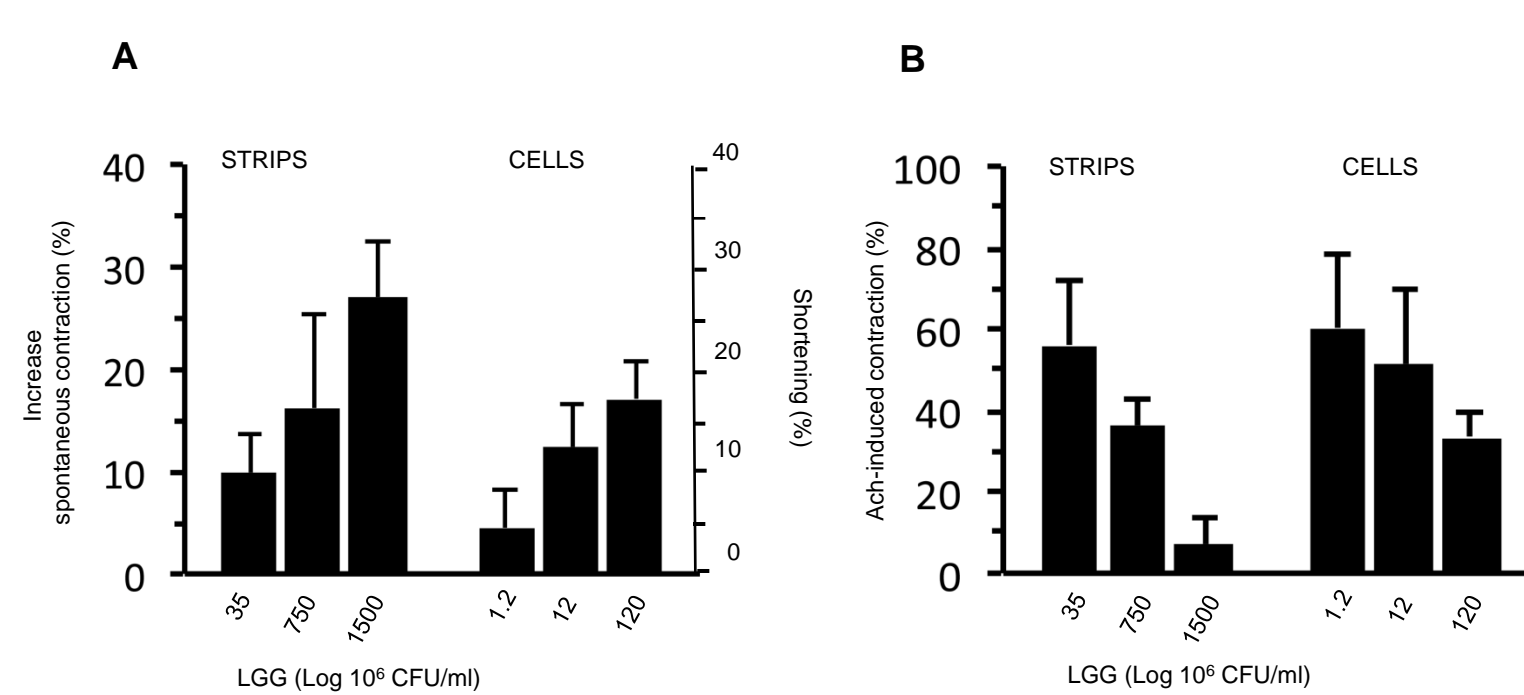 A
STRIPS
CELLS
40
30
20
10
0
Increase
spontaneous contraction (%)
40
30
20
10
0
Shortening (%)
35
750
1500
1.2
12
120
LGG (Log 10⁶ CFU/ml)
B
STRIPS
CELLS
100
80
60
40
20
0
Ach-induced contraction (%)
35
750
1500
1.2
12
120
LGG (Log 10⁶ CFU/ml)